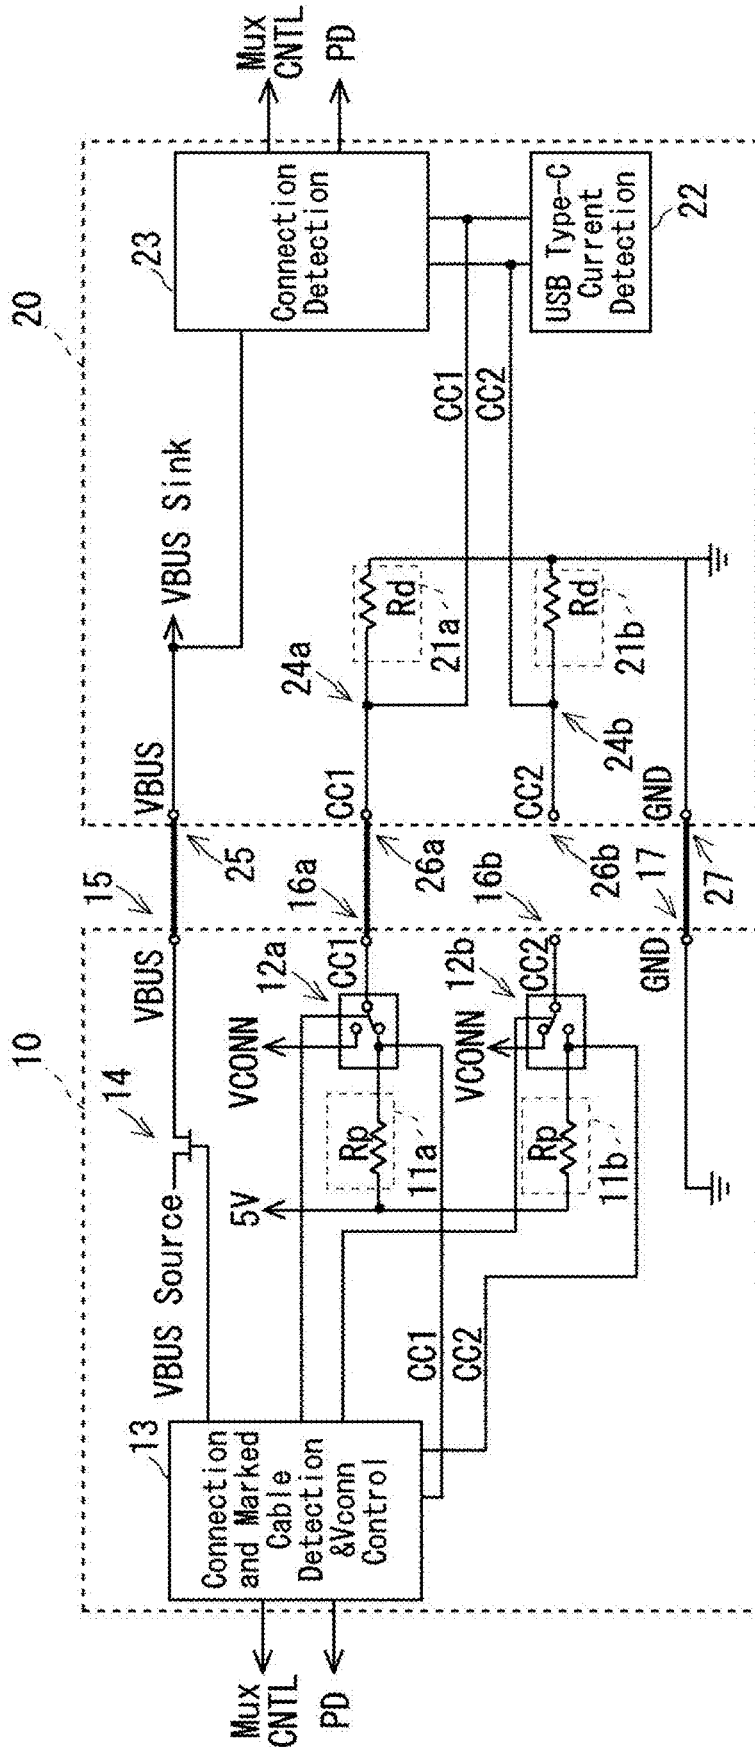 10
20
Mux
CNTL
PD
13
Connection
and Marked
Cable
Detection
&Vconn
Control
VBUS Source
14
VBUS
15
25
VBUS
VBUS Sink
23
Connection
Detection
Mux
CNTL
PD
5V
VCONN
12a
CC1
16a
26a
CC1
24a
Rp
11a
Rd
21a
CC1
CC2
CC1
CC2
VCONN
12b
CC2
16b
26b
CC2
24b
Rp
11b
Rd
21b
USB Type-C
Current
Detection
22
GND
17
27
GND